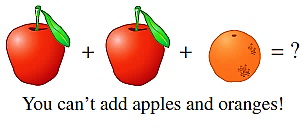 + + = ?
You can't add apples and oranges!